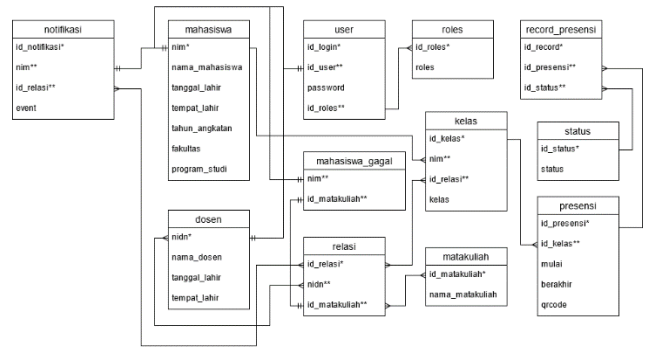 notifikasi
id_notifikasi*
nim**
id_relasi**
event
mahasiswa
nim*
nama_mahasiswa
tanggal_lahir
tempat_lahir
tahun_angkatan
fakultas
program_studi
user
id_login*
id_user**
password
id_roles**
roles
id_roles*
roles
record_presensi
id_record*
id_presensi**
id_status**
kelas
id_kelas*
nim**
id_relasi**
kelas
status
id_status*
status
mahasiswa_gagal
nim**
id_matakuliah**
dosen
nidn*
nama_dosen
tanggal_lahir
tempat_lahir
relasi
id_relasi*
nidn**
id_matakuliah**
matakuliah
id_matakuliah*
nama_matakuliah
presensi
id_presensi*
id_kelas**
mulai
berakhir
qrcode